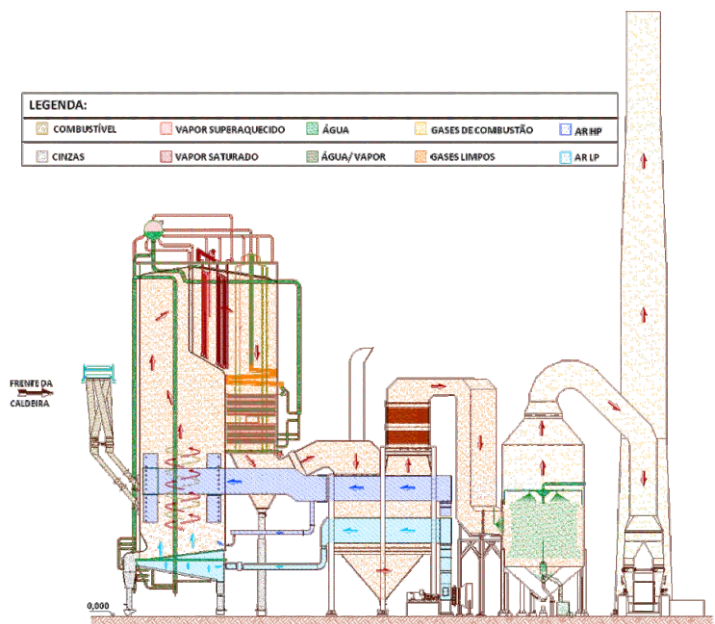 LEGENDA:
COMBUSTÍVEL VAPOR SUPERAQUECIDO ÁGUA GASES DE COMBUSTÃO AR HP
CINZAS VAPOR SATURADO ÁGUA/ VAPOR GASES LIMPOS AR LP
FRENTE DA
CALDEIRA
0,000